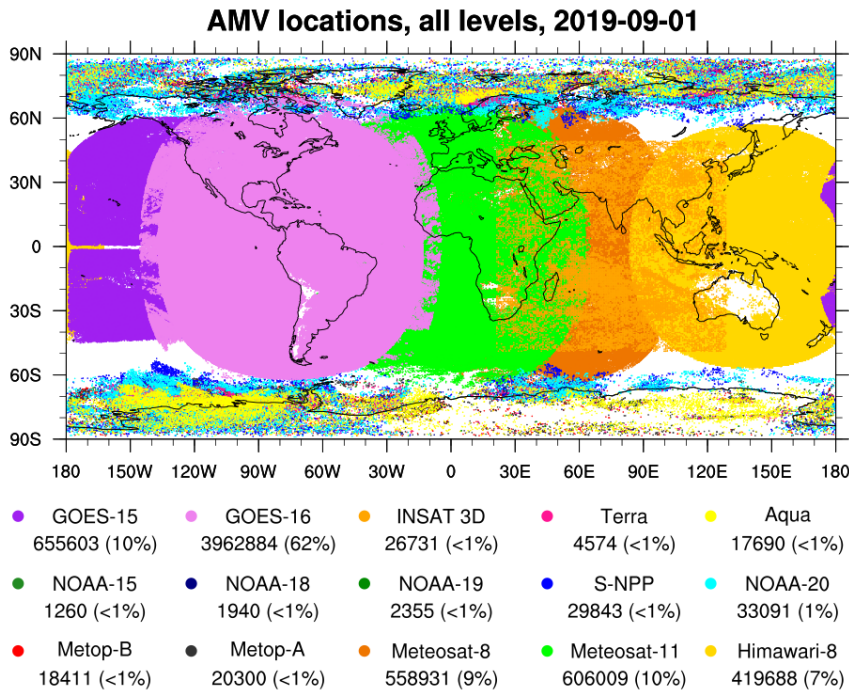 AMV locations, all levels, 2019-09-01
90N
60N
30N
0
30S
60S
90S
180 150W 120W 90W 60W 30W 0 30E 60E 90E 120E 150E 180
GOES-15 GOES-16 INSAT 3D Terra Aqua
655603 (10%) 3962884 (62%) 26731 (<1%) 4574 (<1%) 17690 (<1%)
NOAA-15 NOAA-18 NOAA-19 S-NPP NOAA-20
1260 (<1%) 1940 (<1%) 2355 (<1%) 29843 (<1%) 33091 (1%)
Metop-B Metop-A Meteosat-8 Meteosat-11 Himawari-8
18411 (<1%) 20300 (<1%) 558931 (9%) 606009 (10%) 419688 (7%)